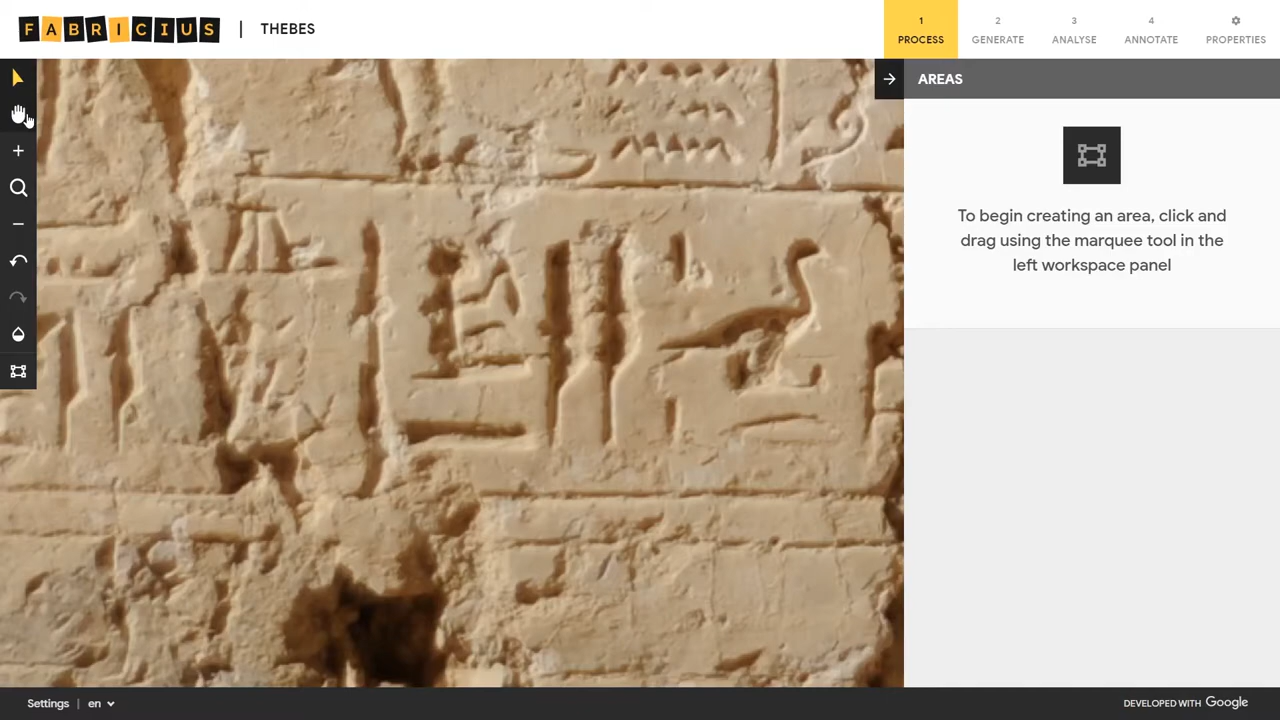 FABRICIUS | THEBES
1 PROCESS
2 GENERATE
3 ANALYSE
4 ANNOTATE
PROPERTIES
AREAS
To begin creating an area, click and
drag using the marquee tool in the
left workspace panel
Settings | en
DEVELOPED WITH Google